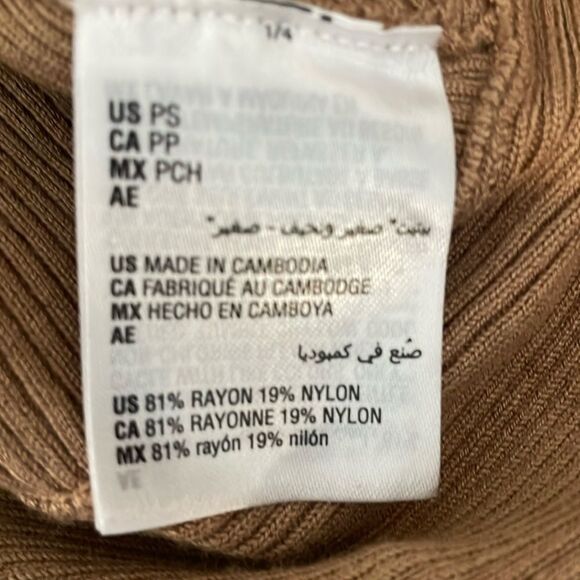 1/4
US PS
CA PP
MX PCH
AE
بيتيت" صغير ونحيف - صغير"
US MADE IN CAMBODIA
CA FABRIQUÉ AU CAMBODGE
MX HECHO EN CAMBOYA
AE
صُنع في كمبوديا
US 81% RAYON 19% NYLON
CA 81% RAYONNE 19% NYLON
MX 81% rayón 19% nilón